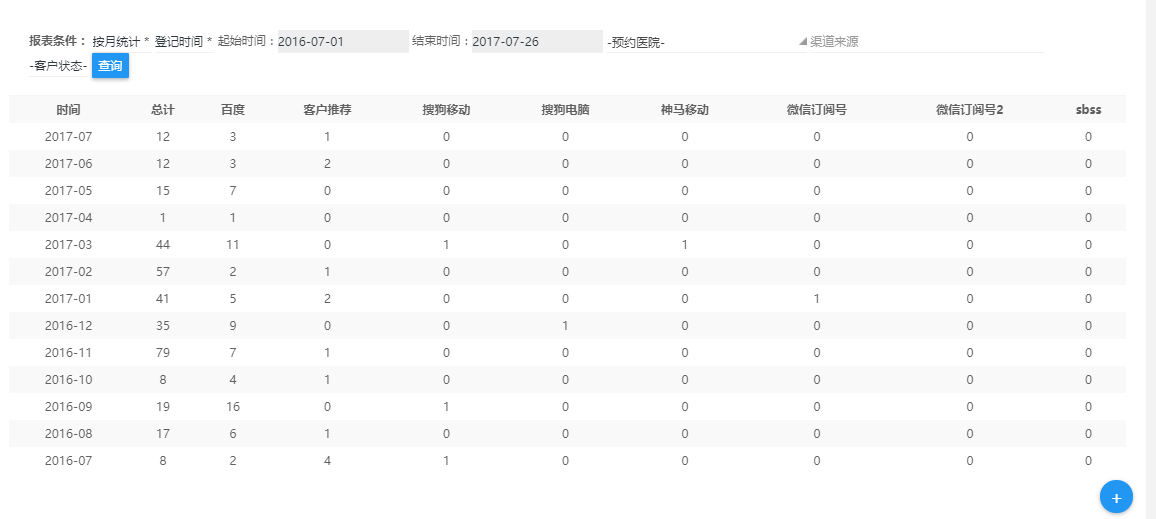 报表条件： 按月统计 * 登记时间 * 起始时间：2016-07-01 结束时间：2017-07-26 -预约医院- 渠道来源
-客户状态- 查询
时间 总计 百度 客户推荐 搜狗移动 搜狗电脑 神马移动 微信订阅号 微信订阅号2 sbss
2017-07 12 3 1 0 0 0 0 0 0
2017-06 12 3 2 0 0 0 0 0 0
2017-05 15 7 0 0 0 0 0 0 0
2017-04 1 1 0 0 0 0 0 0 0
2017-03 44 11 0 1 0 1 0 0 0
2017-02 57 2 1 0 0 0 0 0 0
2017-01 41 5 2 0 0 0 1 0 0
2016-12 35 9 0 0 1 0 0 0 0
2016-11 79 7 1 0 0 0 0 0 0
2016-10 8 4 1 0 0 0 0 0 0
2016-09 19 16 0 1 0 0 0 0 0
2016-08 17 6 1 0 0 0 0 0 0
2016-07 8 2 4 1 0 0 0 0 0
+